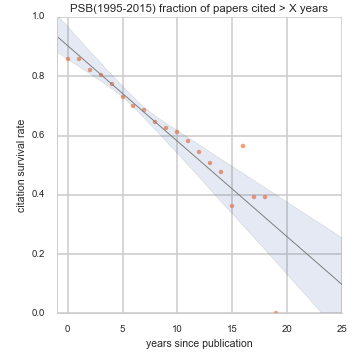 PSB(1995-2015) fraction of papers cited > X years
1.0
0.8
0.6
0.4
0.2
0.0
citation survival rate
0 5 10 15 20 25
years since publication